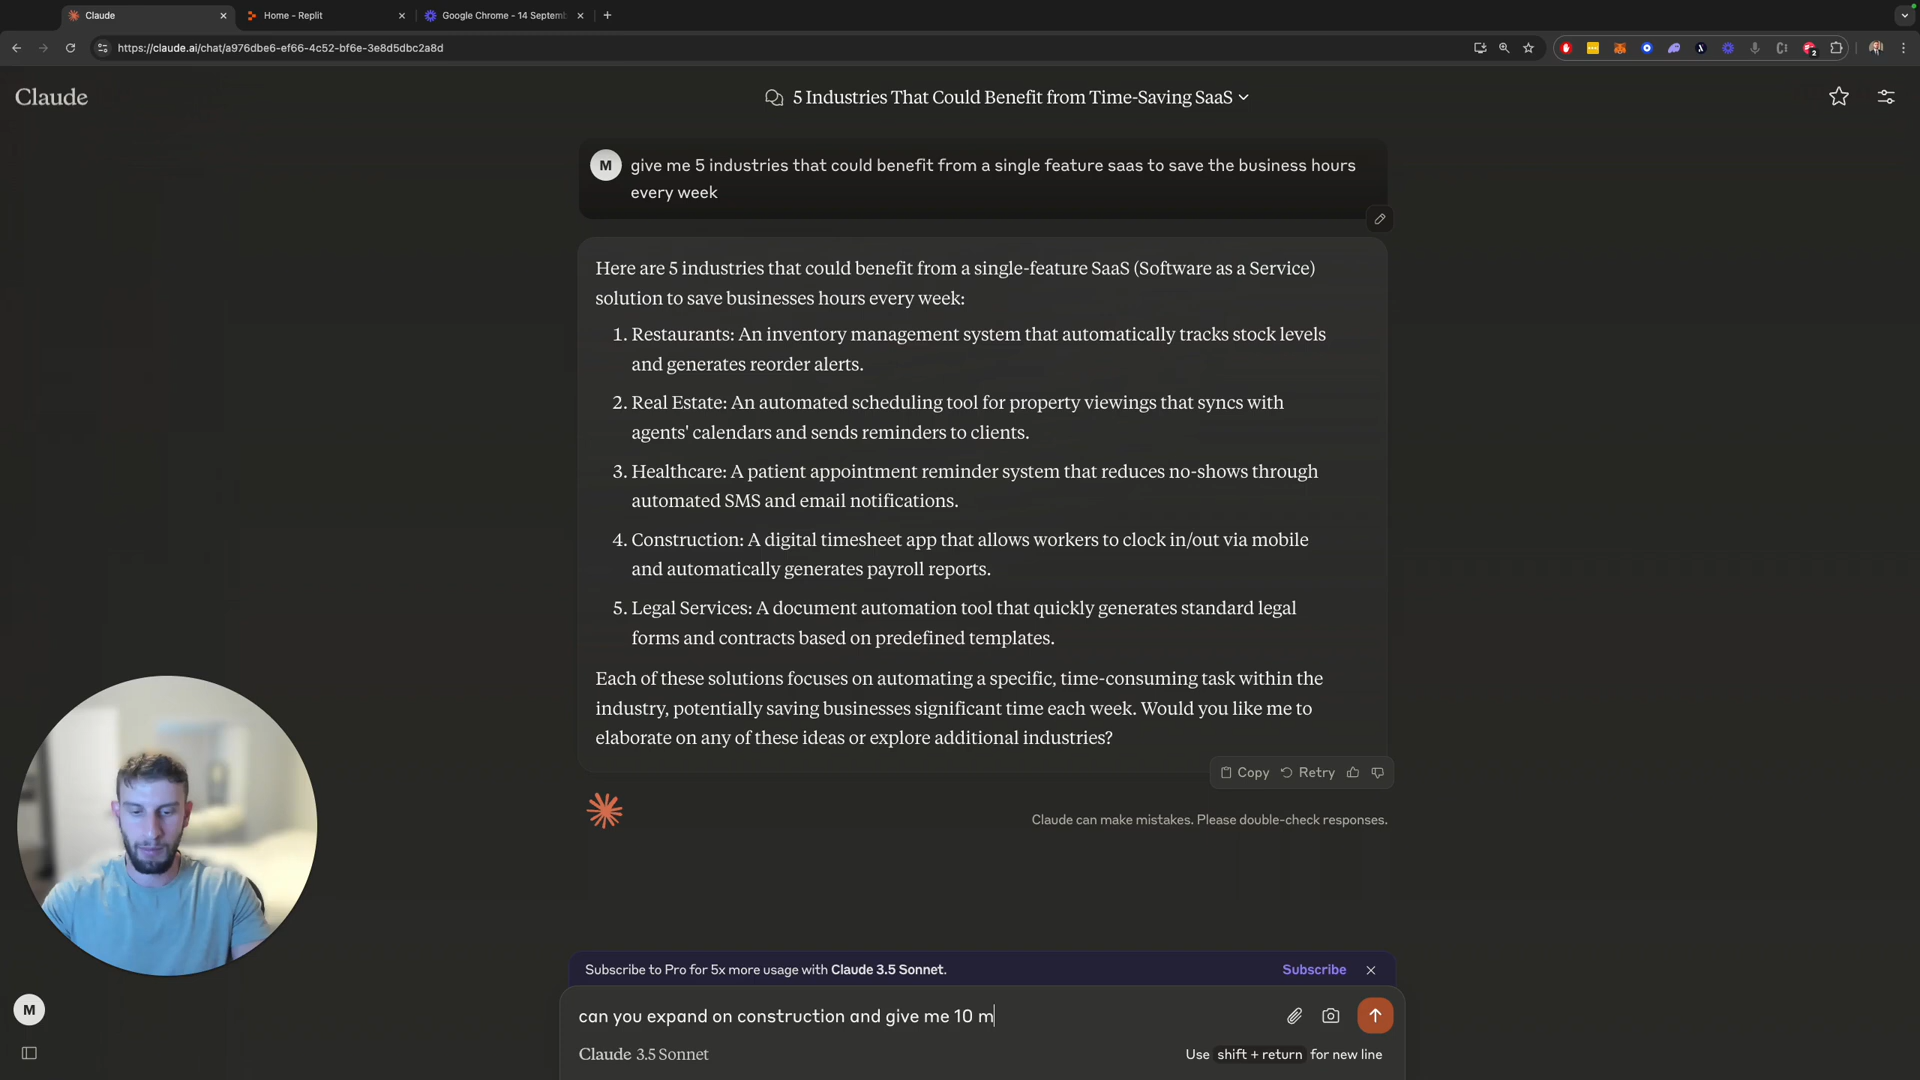 Claude
Home - Replit
Google Chrome - 14 Septemb
https://claude.ai/chat/a976dbe6-ef66-4c52-bf6e-3e8d5dbc2a8d
2
Claude
5 Industries That Could Benefit from Time-Saving SaaS
M
give me 5 industries that could benefit from a single feature saas to save the business hours
every week
Here are 5 industries that could benefit from a single-feature SaaS (Software as a Service)
solution to save businesses hours every week:
1. Restaurants: An inventory management system that automatically tracks stock levels
and generates reorder alerts.
2. Real Estate: An automated scheduling tool for property viewings that syncs with
agents' calendars and sends reminders to clients.
3. Healthcare: A patient appointment reminder system that reduces no-shows through
automated SMS and email notifications.
4. Construction: A digital timesheet app that allows workers to clock in/out via mobile
and automatically generates payroll reports.
5. Legal Services: A document automation tool that quickly generates standard legal
forms and contracts based on predefined templates.
Each of these solutions focuses on automating a specific, time-consuming task within the
industry, potentially saving businesses significant time each week. Would you like me to
elaborate on any of these ideas or explore additional industries?
Copy Retry
Claude can make mistakes. Please double-check responses.
Subscribe to Pro for 5x more usage with Claude 3.5 Sonnet. Subscribe
M
can you expand on construction and give me 10 m
Claude 3.5 Sonnet
Use shift + return for new line